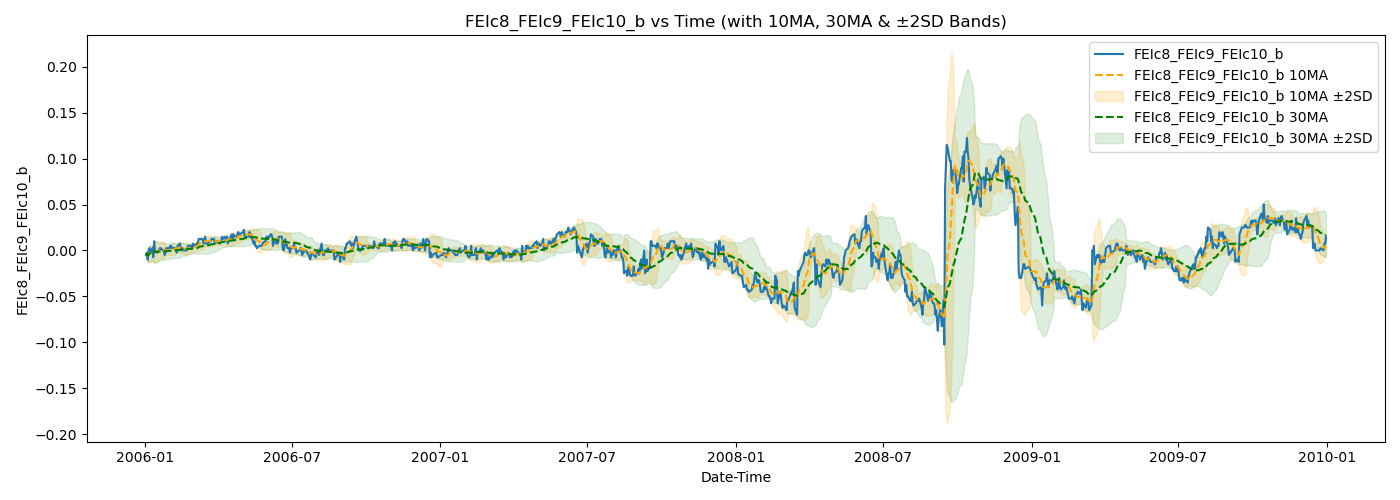 FEIc8_FEIc9_FEIc10_b vs Time (with 10MA, 30MA & ±2SD Bands)
FEIc8_FEIc9_FEIc10_b
FEIc8_FEIc9_FEIc10_b 10MA
FEIc8_FEIc9_FEIc10_b 10MA ±2SD
FEIc8_FEIc9_FEIc10_b 30MA
FEIc8_FEIc9_FEIc10_b 30MA ±2SD
FEIc8_FEIc9_FEIc10_b
0.20
0.15
0.10
0.05
0.00
−0.05
−0.10
−0.15
−0.20
2006-01 2006-07 2007-01 2007-07 2008-01 2008-07 2009-01 2009-07 2010-01
Date-Time